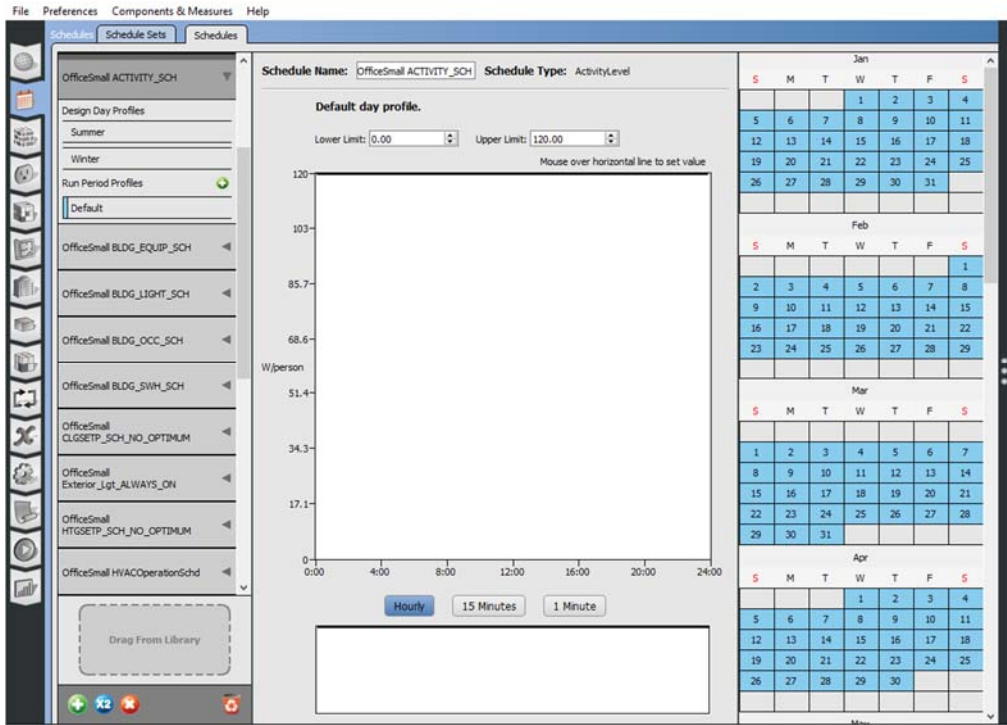 File Preferences Components & Measures Help
Schedules Schedule Sets Schedules
OfficeSmall ACTIVITY_SCH
Design Day Profiles
Summer
Winter
Run Period Profiles
Default
OfficeSmall BLDG_EQUIP_SCH
OfficeSmall BLDG_LIGHT_SCH
OfficeSmall BLDG_OCC_SCH
OfficeSmall BLDG_SWH_SCH
OfficeSmall
CLGSETP_SCH_NO_OPTIMUM
OfficeSmall
Exterior_Lgt_ALWAYS_ON
OfficeSmall
HTGSETP_SCH_NO_OPTIMUM
OfficeSmall HVACOperationSchd
Drag From Library
X2
Schedule Name: OfficeSmall ACTIVITY_SCH Schedule Type: ActivityLevel
Default day profile.
Lower Limit: 0.00 Upper Limit: 120.00
Mouse over horizontal line to set value
120
103
85.7
68.6
W/person
51.4
34.3
17.1
0
0:00 4:00 8:00 12:00 16:00 20:00 24:00
Hourly 15 Minutes 1 Minute
Jan
S M T W T F S
1 2 3 4
5 6 7 8 9 10 11
12 13 14 15 16 17 18
19 20 21 22 23 24 25
26 27 28 29 30 31
Feb
S M T W T F S
1
2 3 4 5 6 7 8
9 10 11 12 13 14 15
16 17 18 19 20 21 22
23 24 25 26 27 28 29
Mar
S M T W T F S
1 2 3 4 5 6 7
8 9 10 11 12 13 14
15 16 17 18 19 20 21
22 23 24 25 26 27 28
29 30 31
Apr
S M T W T F S
1 2 3 4
5 6 7 8 9 10 11
12 13 14 15 16 17 18
19 20 21 22 23 24 25
26 27 28 29 30
May